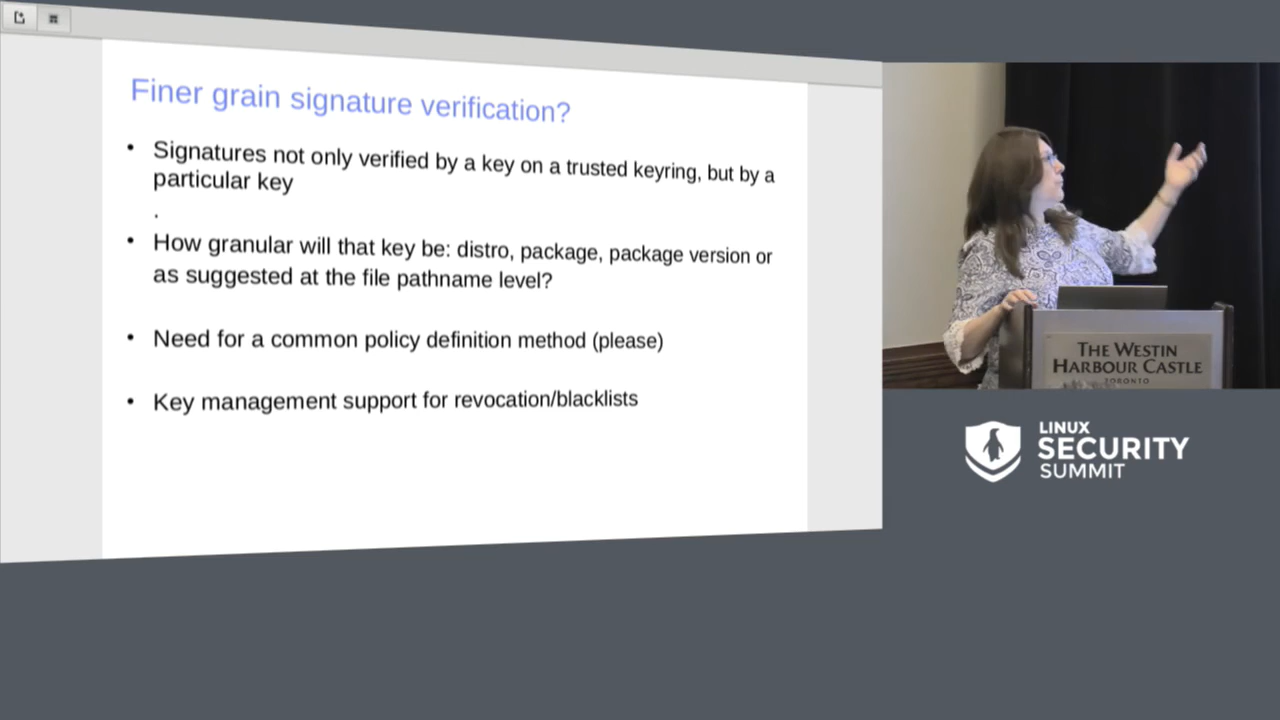 Finer grain signature verification?
• Signatures not only verified by a key on a trusted keyring, but by a
particular key
.
• How granular will that key be: distro, package, package version or
as suggested at the file pathname level?
• Need for a common policy definition method (please)
• Key management support for revocation/blacklists
THE WESTIN
HARBOUR CASTLE
TORONTO
LINUX
SECURITY
SUMMIT